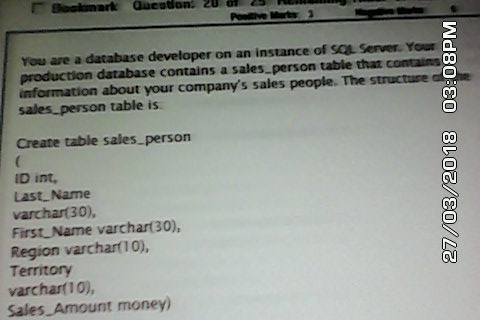 Bookmark Question: 20 of 25 Remaining
Positive Marks: 3 Negative Marks:
You are a database developer on an instance of SQL Server. Your
production database contains a sales_person table that contains
information about your company's sales people. The structure of the
sales_person table is:
Create table sales_person
(
ID int,
Last_Name
varchar(30),
First_Name varchar(30),
Region varchar(10),
Territory
varchar(10),
Sales_Amount money)
27/03/2018 03:08PM